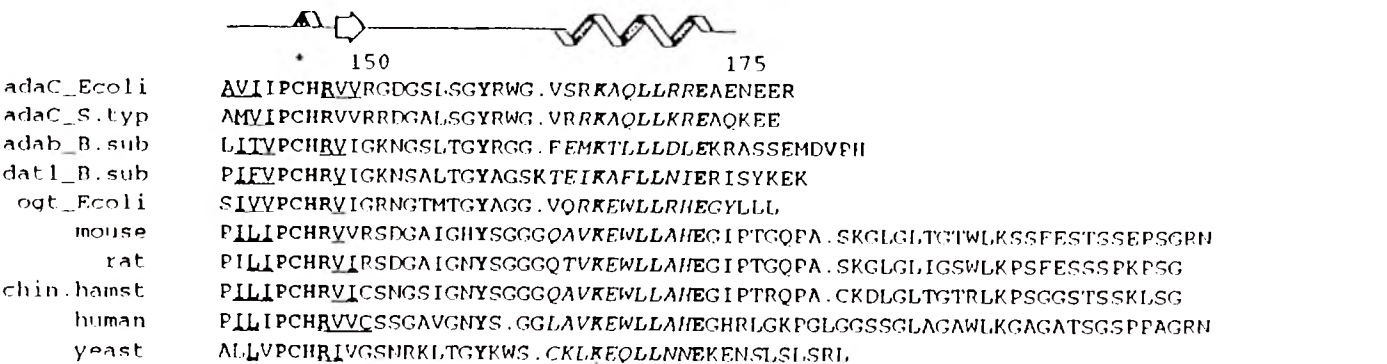 * 150 175
adaC_Ecoli AVIIPCHRVVRGDGSLSGYRWG.VSRKAQLLRREAENEER
adaC_S.typ AMVIPCHRVVRRDGALSGYRWG.VRRKAQLLKREAQKEE
adab_B.sub LITVPCHRVIGKNGSLTGYRGG.FEMKTLLLDLEKRASSEMDVPH
dat1_B.sub PIFVPCHRVIGKNSALTGYAGSKTEIKAFLLNIERISYKEK
ogt_Ecoli SIVVPCHRVIGRNGTMTGYAGG.VQRKEWLLRHEGYLLL
mouse PILIPCHRVVRSDGAIGHYSGGGQAVKEWLLAHEGIPTGQPA.SKGLGLTGTWLKSSFESTSSEPSGRN
rat PILIPCHRVIRSDGAIGNYSGGGQTVKEWLLAHEGIPTGQPA.SKGLGLIGSWLKPSFESSSPKPSG
chin.hamst PILIPCHRVICSNGSIGNYSGGGQAVKEWLLAHEGIPTRQPA.CKDLGLTGTRLKPSGGSTSSKLSG
human PILIPCHRVVCSSGAVGNYS.GGLAVKEWLLAHEGHRLGKPGLGGSSGLAGAWLKGAGATSGSPPAGRN
yeast ALLVPCHRIVGSNRKLTGYKWS.CKLKEQLLNNEKENSLSLSRL